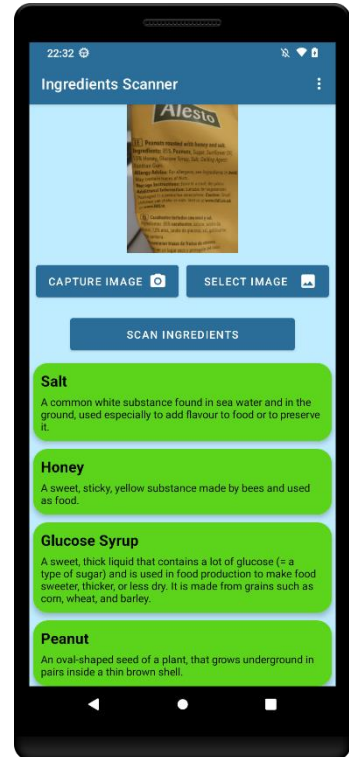 22:32
Ingredients Scanner
Alesto
Peanuts roasted with honey and salt.
Ingredients: 
CAPTURE IMAGE
SELECT IMAGE
SCAN INGREDIENTS
Salt
A common white substance found in sea water and in the
ground, used especially to add flavour to food or to preserve
it.
Honey
A sweet, sticky, yellow substance made by bees and used
as food.
Glucose Syrup
A sweet, thick liquid that contains a lot of glucose (= a
type of sugar) and is used in food production to make food
sweeter, thicker, or less dry. It is made from grains such as
corn, wheat, and barley.
Peanut
An oval-shaped seed of a plant, that grows underground in
pairs inside a thin brown shell.